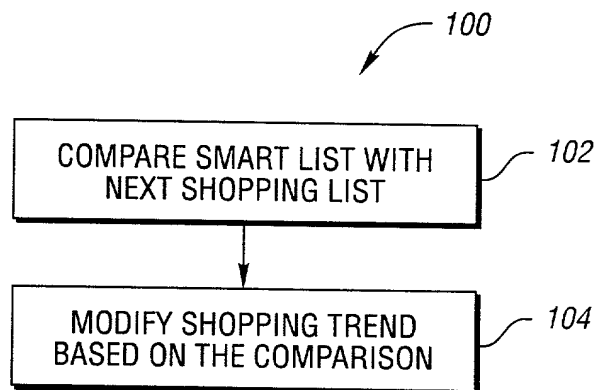 100
COMPARE SMART LIST WITH
NEXT SHOPPING LIST
102
MODIFY SHOPPING TREND
BASED ON THE COMPARISON
104